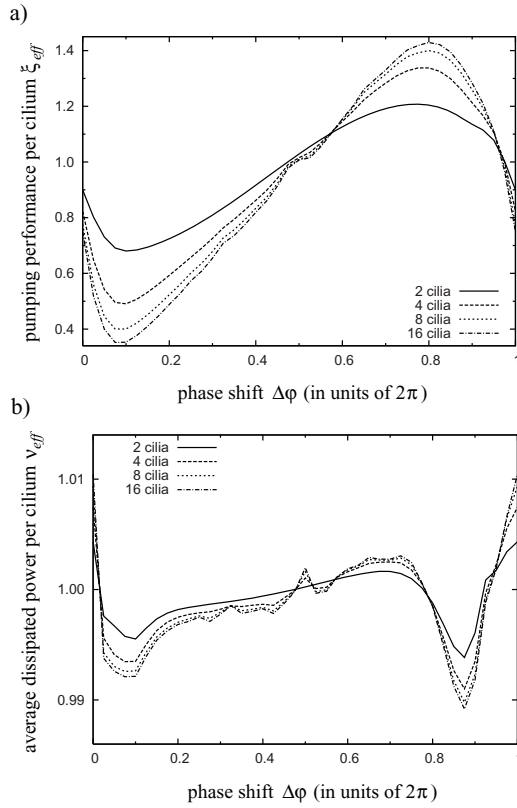 a)
pumping performance per cilium ξeff
1.4
1.2
1.0
0.8
0.6
0.4
2 cilia
4 cilia
8 cilia
16 cilia
0 0.2 0.4 0.6 0.8 1
phase shift Δφ (in units of 2π)
b)
average dissipated power per cilium νeff
2 cilia
4 cilia
8 cilia
16 cilia
1.01
1.00
0.99
0 0.2 0.4 0.6 0.8 1
phase shift Δφ (in units of 2π)